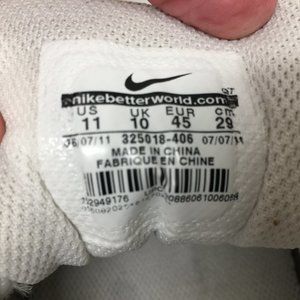 nikebetterworld.com
US UK EUR cm
11 10 45 29
06/07/11 325018-406 07/07/11
MADE IN CHINA
FABRIQUE EN CHINE
UPC